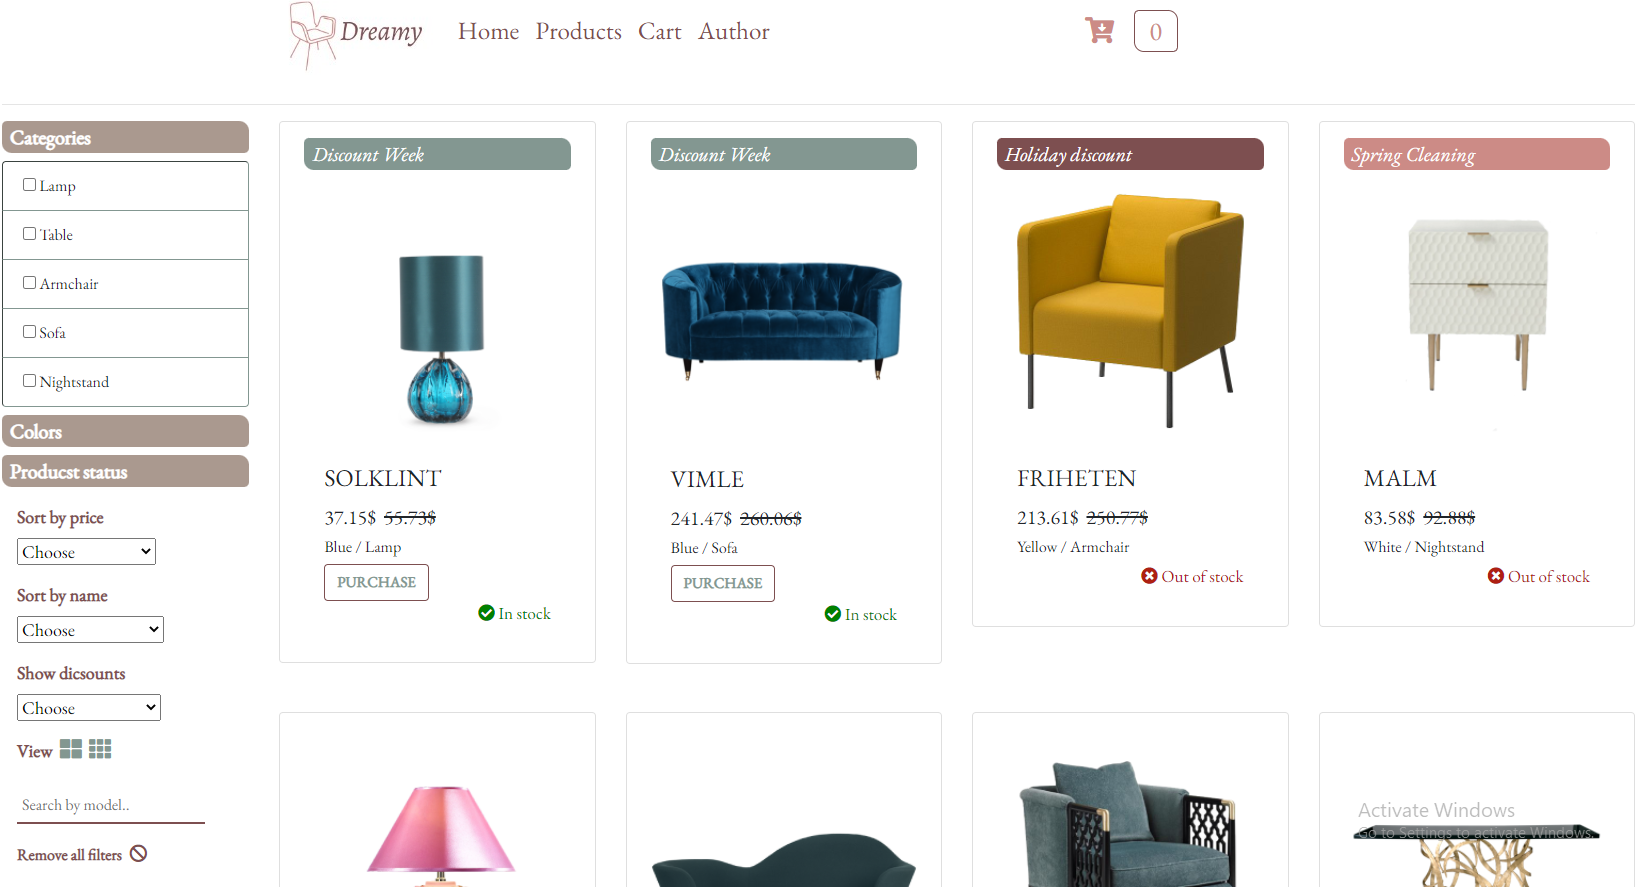 Dreamy Home Products Cart Author 0
Categories
Lamp
Table
Armchair
Sofa
Nightstand
Colors
Producst status
Sort by price
Choose
Sort by name
Choose
Show dicsounts
Choose
View
Search by model..
Remove all filters
Discount Week
SOLKLINT
37.15$ 55.73$
Blue / Lamp
PURCHASE
In stock
Discount Week
VIMLE
241.47$ 260.06$
Blue / Sofa
PURCHASE
In stock
Holiday discount
FRIHETEN
213.61$ 250.77$
Yellow / Armchair
Out of stock
Spring Cleaning
MALM
83.58$ 92.88$
White / Nightstand
Out of stock
Activate Windows
Go to Settings to activate Windows.